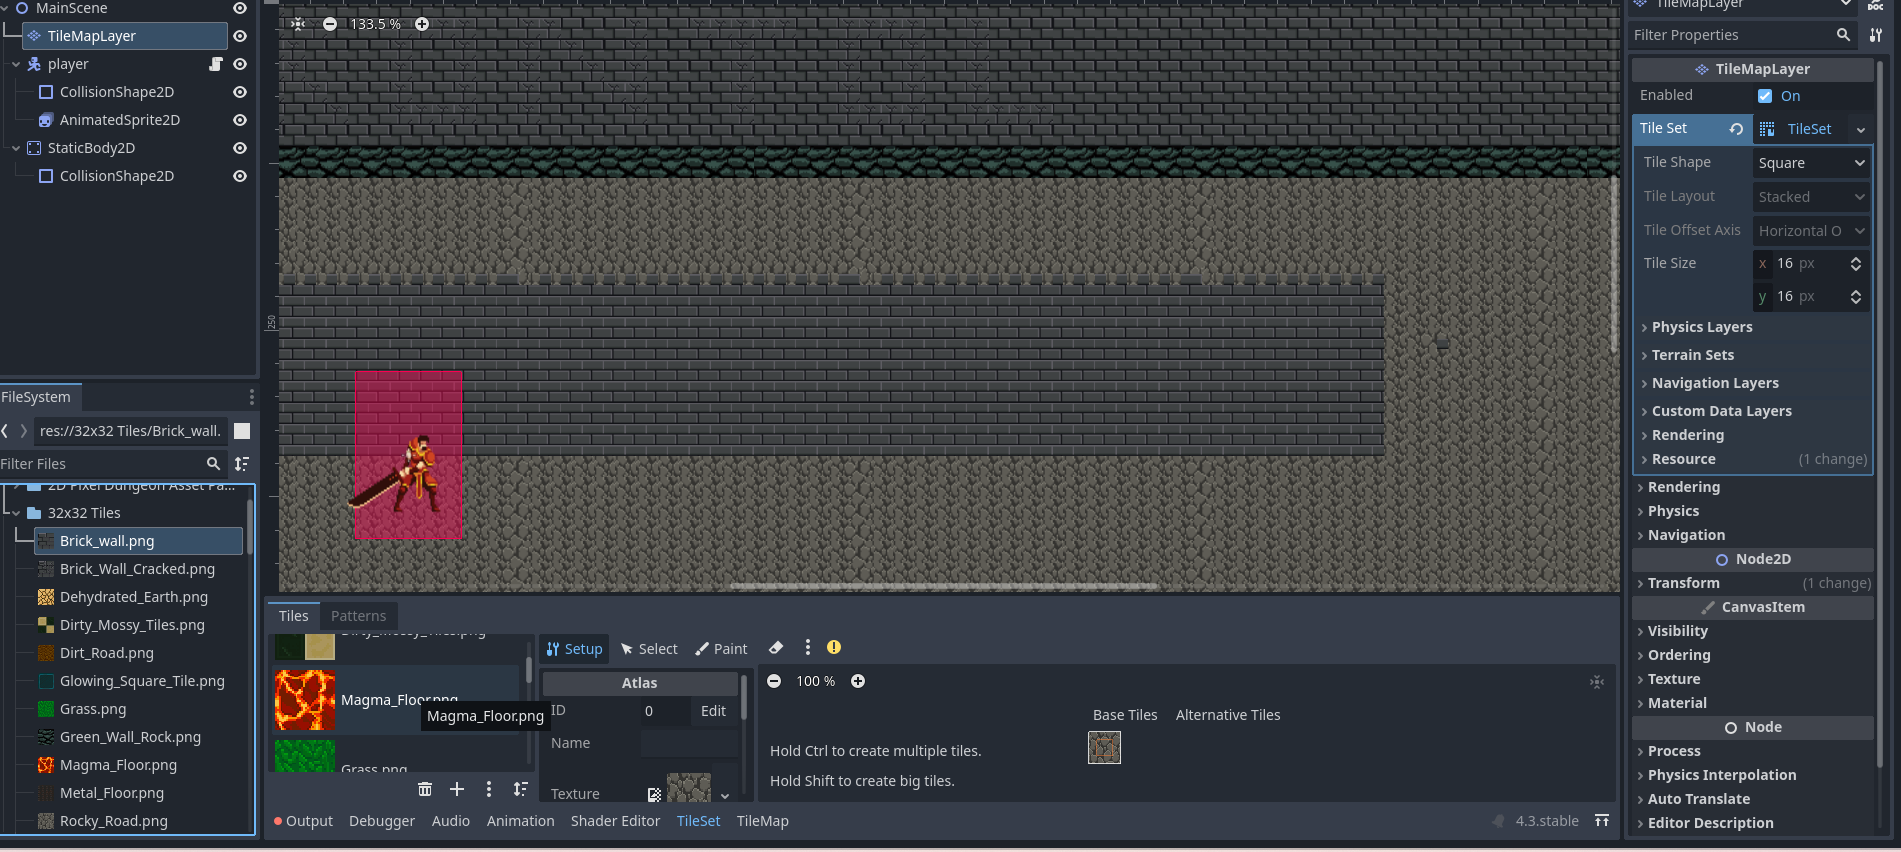 MainScene
TileMapLayer
player
CollisionShape2D
AnimatedSprite2D
StaticBody2D
CollisionShape2D
FileSystem
res://32x32 Tiles/Brick_wall.
Filter Files
2D Pixel Dungeon Asset Pa...
32x32 Tiles
Brick_wall.png
Brick_Wall_Cracked.png
Dehydrated_Earth.png
Dirty_Mossy_Tiles.png
Dirt_Road.png
Glowing_Square_Tile.png
Grass.png
Green_Wall_Rock.png
Magma_Floor.png
Metal_Floor.png
Rocky_Road.png
133.5 %
250
Tiles Patterns
Dirty_Mossy_Tiles.png
Magma_Floor.png
Magma_Floor.png
Grass.png
Setup Select Paint
Atlas
ID 0 Edit
Name
Texture
100 %
Base Tiles Alternative Tiles
Hold Ctrl to create multiple tiles.
Hold Shift to create big tiles.
Output Debugger Audio Animation Shader Editor TileSet TileMap 4.3.stable
TileMapLayer DOC
Filter Properties
TileMapLayer
Enabled On
Tile Set TileSet
Tile Shape Square
Tile Layout Stacked
Tile Offset Axis Horizontal O
Tile Size x 16 px
y 16 px
Physics Layers
Terrain Sets
Navigation Layers
Custom Data Layers
Rendering
Resource (1 change)
Rendering
Physics
Navigation
Node2D
Transform (1 change)
CanvasItem
Visibility
Ordering
Texture
Material
Node
Process
Physics Interpolation
Auto Translate
Editor Description